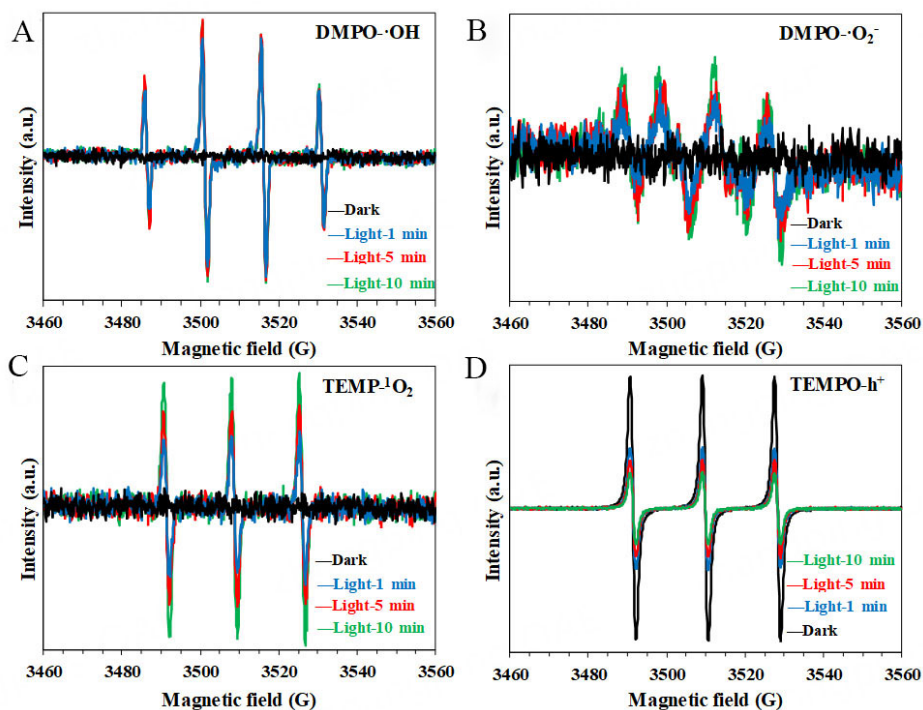 A
DMPO-·OH
Intensity (a.u.)
—Dark
—Light-1 min
—Light-5 min
—Light-10 min
3460 3480 3500 3520 3540 3560
Magnetic field (G)
B
DMPO-·O₂⁻
Intensity (a.u.)
—Dark
—Light-1 min
—Light-5 min
—Light-10 min
3460 3480 3500 3520 3540 3560
Magnetic field (G)
C
TEMP-¹O₂
Intensity (a.u.)
—Dark
—Light-1 min
—Light-5 min
—Light-10 min
3460 3480 3500 3520 3540 3560
Magnetic field (G)
D
TEMPO-h⁺
Intensity (a.u.)
—Light-10 min
—Light-5 min
—Light-1 min
—Dark
3460 3480 3500 3520 3540 3560
Magnetic field (G)